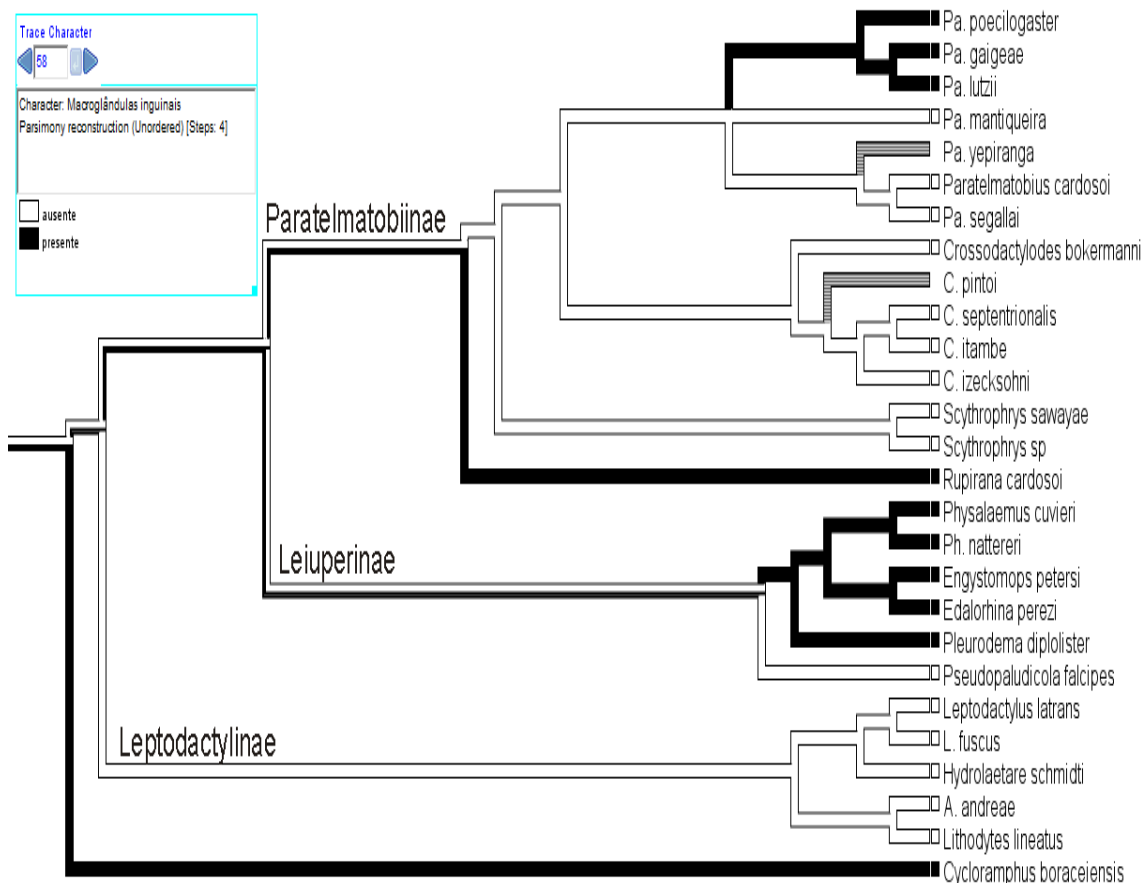 Trace Character
58
Character: Macroglândulas inguinais
Parsimony reconstruction (Unordered) [Steps: 4]
ausente
presente
Paratelmatobiinae
Leiuperinae
Leptodactylinae
Pa. poecilogaster
Pa. gaigeae
Pa. lutzii
Pa. mantiqueira
Pa. yepiranga
Paratelmatobius cardosoi
Pa. segallai
Crossodactylodes bokermanni
C. pintoi
C. septentrionalis
C. itambe
C. izecksohni
Scythrophrys sawayae
Scythrophrys sp
Rupirana cardosoi
Physalaemus cuvieri
Ph. nattereri
Engystomops petersi
Edalorhina perezi
Pleurodema diplolister
Pseudopaludicola falcipes
Leptodactylus latrans
L. fuscus
Hydrolaetare schmidti
A. andreae
Lithodytes lineatus
Cycloramphus boraceiensis